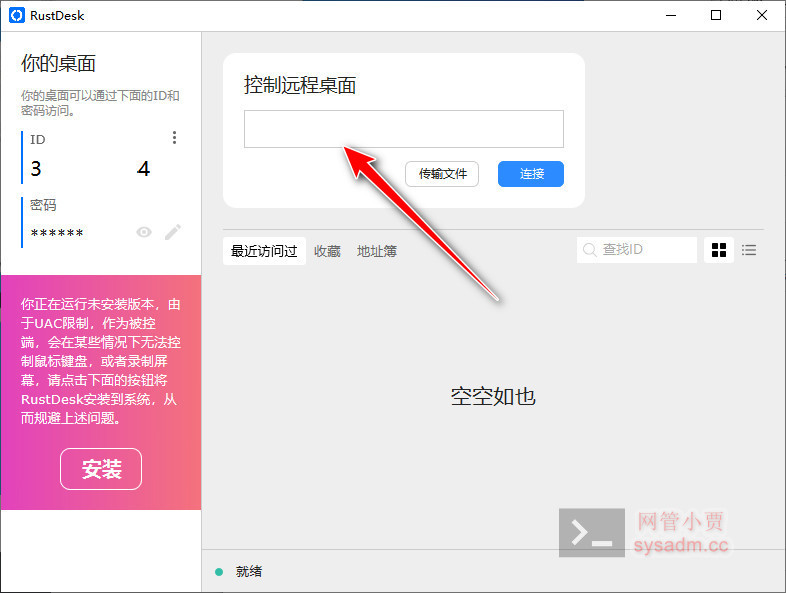 RustDesk
你的桌面
你的桌面可以通过下面的ID和
密码访问。
ID
3 4
密码
******
你正在运行未安装版本，由
于UAC限制，作为被控
端，会在某些情况下无法控
制鼠标键盘，或者录制屏
幕，请点击下面的按钮将
RustDesk安装到系统，从
而规避上述问题。
安装
控制远程桌面
传输文件 连接
最近访问过 收藏 地址簿 查找ID
空空如也
就绪
网管小贾
sysadm.cc